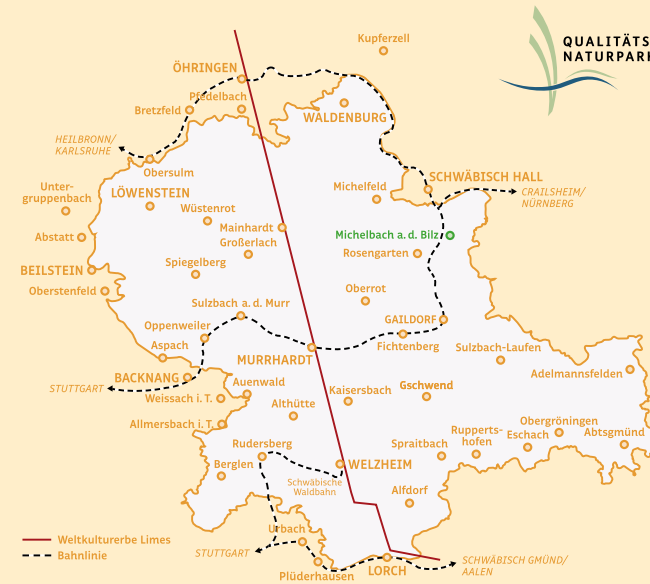 Kupferzell
QUALITÄTS
NATURPARK
ÖHRINGEN
Pfedelbach
Bretzfeld
WALDENBURG
HEILBRONN/
KARLSRUHE
Obersulm
SCHWÄBISCH HALL
Unter-
gruppenbach
LÖWENSTEIN
Michelfeld
CRAILSHEIM/
NÜRNBERG
Wüstenrot
Mainhardt
Abstatt
Michelbach a. d. Bilz
Großerlach
Rosengarten
BEILSTEIN
Spiegelberg
Oberstenfeld
Oberrot
Sulzbach a. d. Murr
Oppenweiler
GAILDORF
Aspach
Fichtenberg
Sulzbach-Laufen
MURRHARDT
Adelmannsfelden
BACKNANG
STUTTGART
Auenwald
Kaisersbach
Gschwend
Weissach i. T.
Althütte
Allmersbach i. T.
Obergröningen
Rudersberg
Spraitbach
Rupperts-
hofen
Eschach
Abtsgmünd
Berglen
WELZHEIM
Schwäbische
Waldbahn
Alfdorf
Urbach
Weltkulturerbe Limes
Bahnlinie
STUTTGART
Plüderhausen
LORCH
SCHWÄBISCH GMÜND/
AALEN